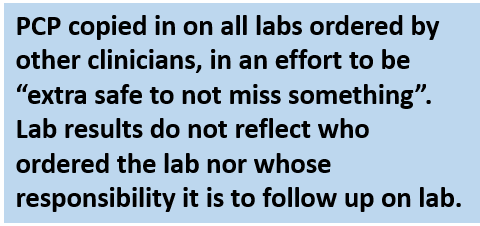 PCP copied in on all labs ordered by
other clinicians, in an effort to be
“extra safe to not miss something”.
Lab results do not reflect who
ordered the lab nor whose
responsibility it is to follow up on lab.